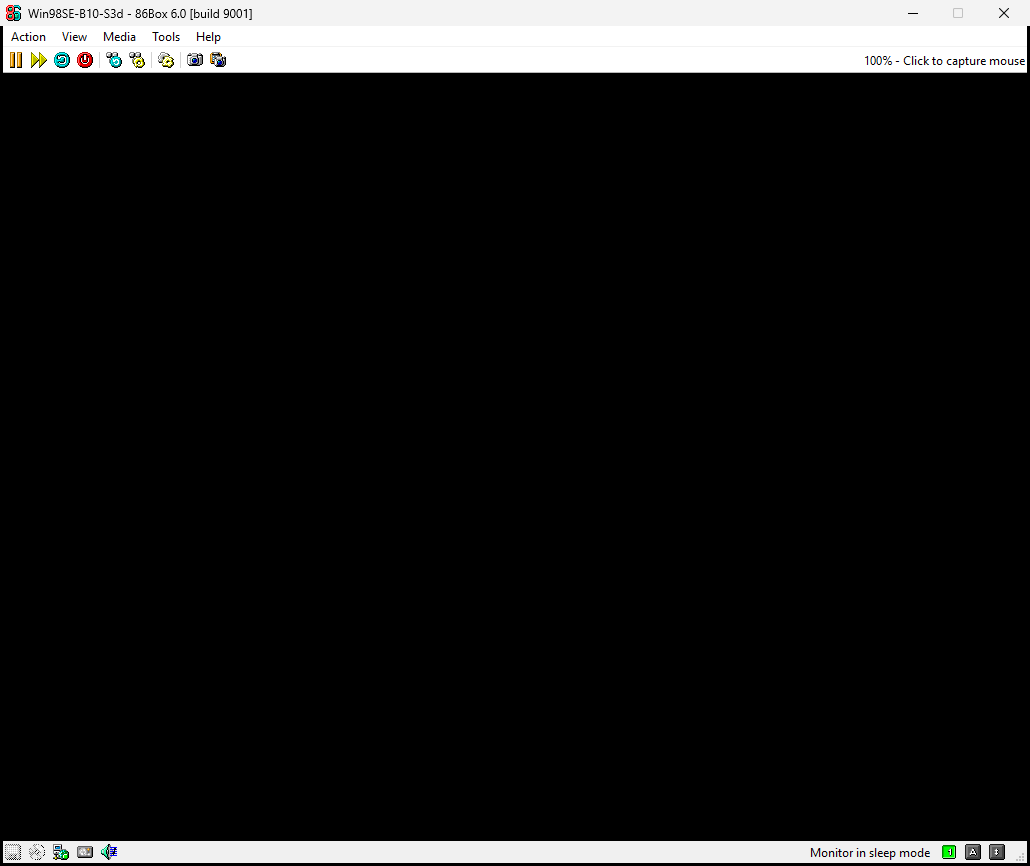 Win98SE-B10-S3d - 86Box 6.0 [build 9001]
Action View Media Tools Help
100% - Click to capture mouse
Monitor in sleep mode
1 A